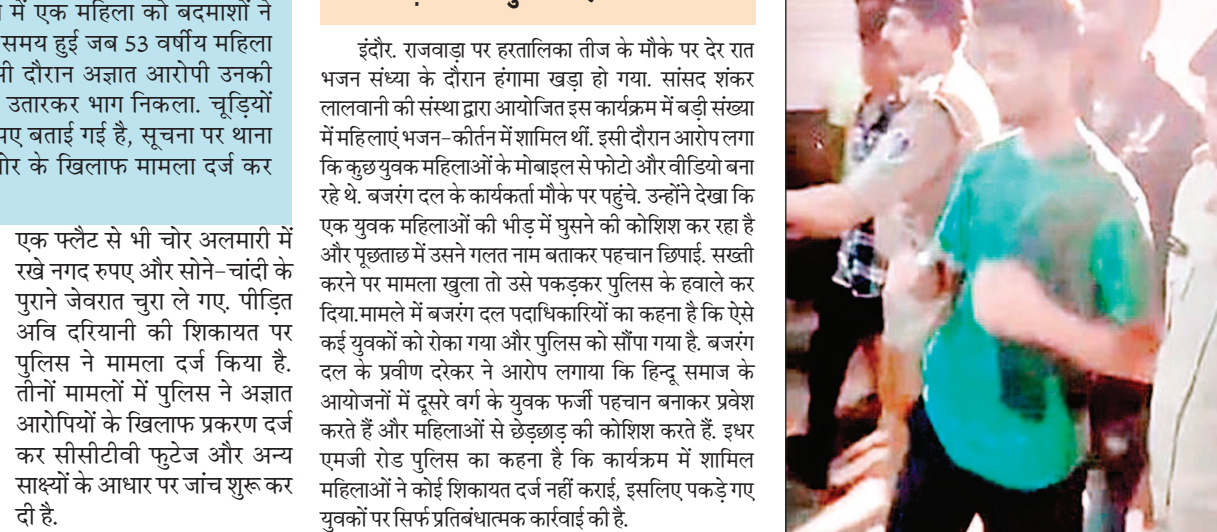 में एक महिला को बदमाशों ने
समय हुई जब 53 वर्षीय महिला
दौरान अज्ञात आरोपी उनकी
उतारकर भाग निकला. चूड़ियों
बताई गई है, सूचना पर थाना
के खिलाफ मामला दर्ज कर
एक फ्लैट से भी चोर अलमारी में
रखे नगद रुपए और सोने-चांदी के
पुराने जेवरात चुरा ले गए. पीड़ित
अवि दरियानी की शिकायत पर
पुलिस ने मामला दर्ज किया है.
तीनों मामलों में पुलिस ने अज्ञात
आरोपियों के खिलाफ प्रकरण दर्ज
कर सीसीटीवी फुटेज और अन्य
साक्ष्यों के आधार पर जांच शुरू कर
दी है.
इंदौर. राजवाड़ा पर हरतालिका तीज के मौके पर देर रात
भजन संध्या के दौरान हंगामा खड़ा हो गया. सांसद शंकर
लालवानी की संस्था द्वारा आयोजित इस कार्यक्रम में बड़ी संख्या
में महिलाएं भजन-कीर्तन में शामिल थीं. इसी दौरान आरोप लगा
कि कुछ युवक महिलाओं के मोबाइल से फोटो और वीडियो बना
रहे थे. बजरंग दल के कार्यकर्ता मौके पर पहुंचे. उन्होंने देखा कि
एक युवक महिलाओं की भीड़ में घुसने की कोशिश कर रहा है
और पूछताछ में उसने गलत नाम बताकर पहचान छिपाई. सख्ती
करने पर मामला खुला तो उसे पकड़कर पुलिस के हवाले कर
दिया.मामले में बजरंग दल पदाधिकारियों का कहना है कि ऐसे
कई युवकों को रोका गया और पुलिस को सौंपा गया है. बजरंग
दल के प्रवीण दरेकर ने आरोप लगाया कि हिन्दू समाज के
आयोजनों में दूसरे वर्ग के युवक फर्जी पहचान बनाकर प्रवेश
करते हैं और महिलाओं से छेड़छाड़ की कोशिश करते हैं. इधर
एमजी रोड पुलिस का कहना है कि कार्यक्रम में शामिल
महिलाओं ने कोई शिकायत दर्ज नहीं कराई, इसलिए पकड़े गए
युवकों पर सिर्फ प्रतिबंधात्मक कार्रवाई की है.